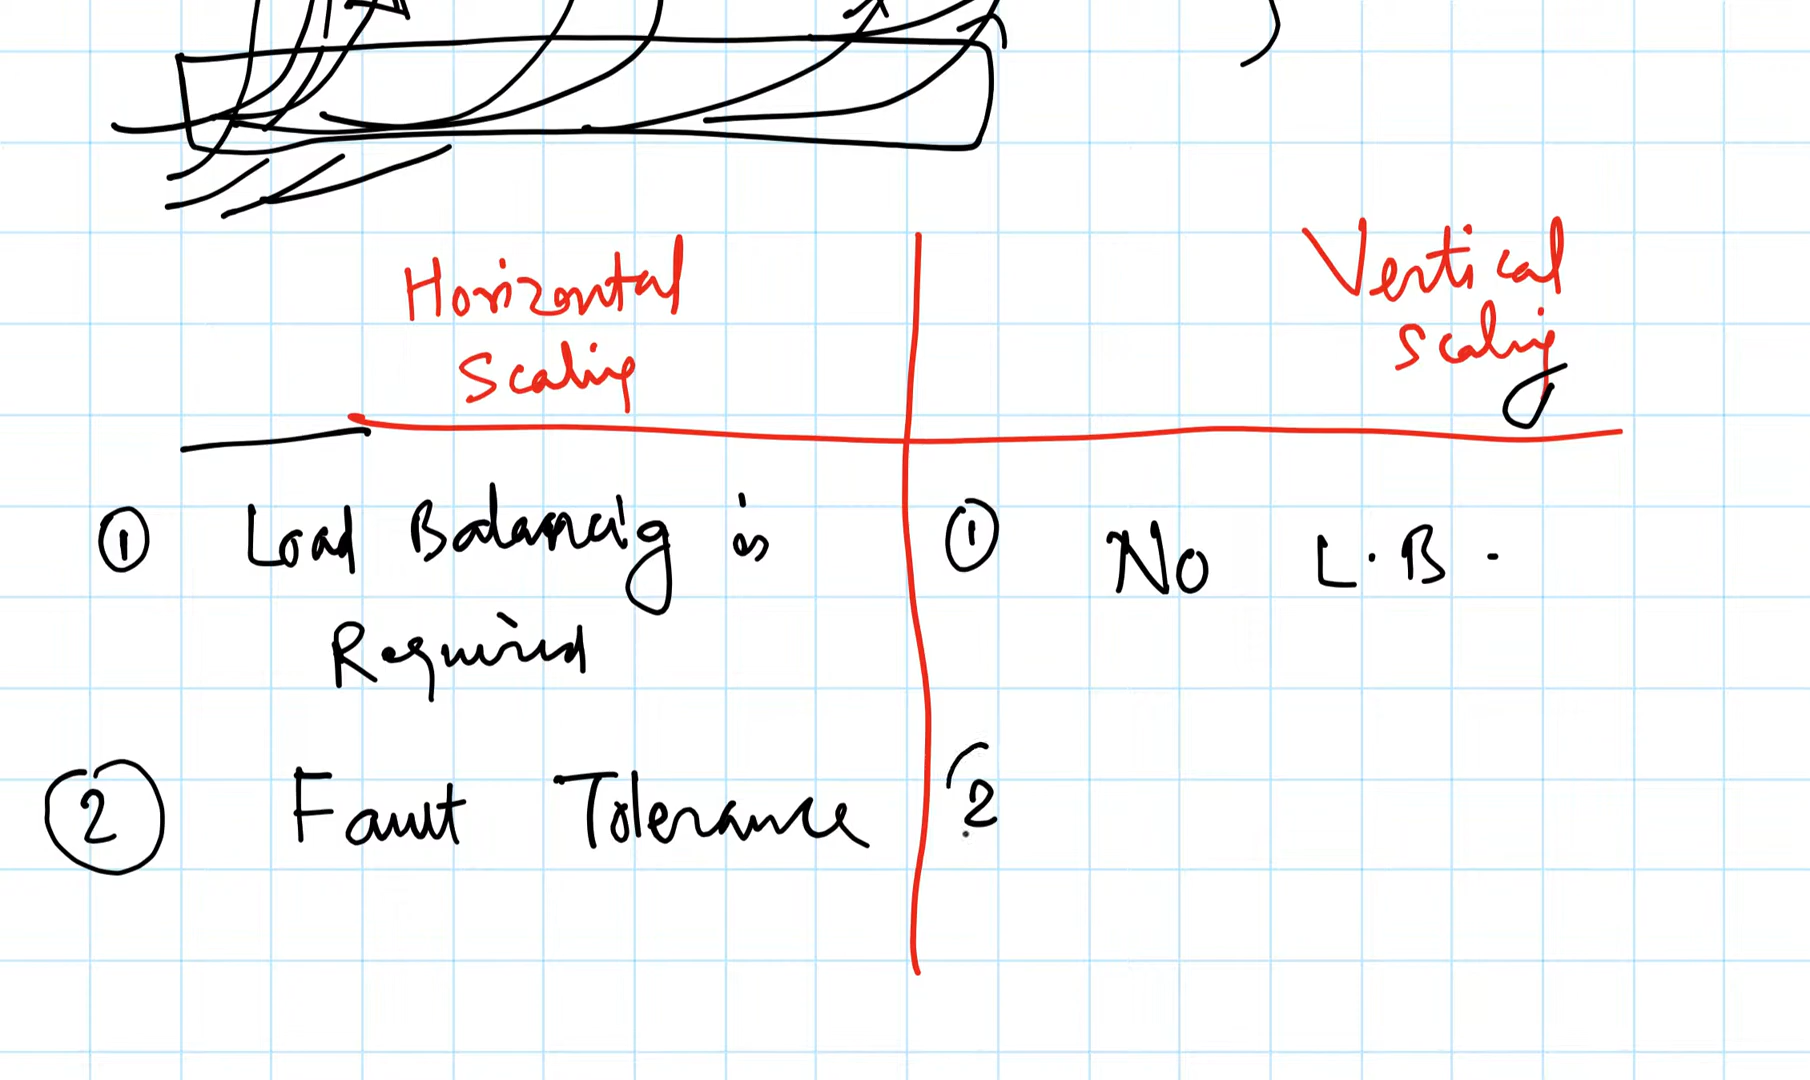 Horizontal
Scaling
Vertical
Scaling
① Load Balancing is
Required
① No L.B.
② Fault Tolerance
2